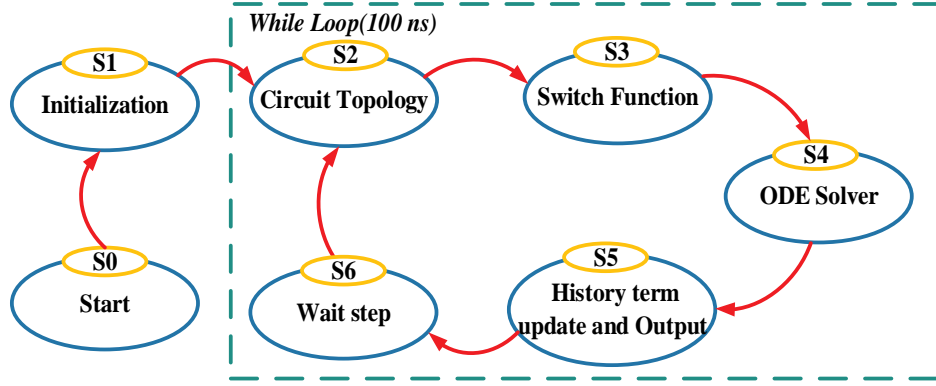 While Loop(100 ns)
S1
Initialization
S2
Circuit Topology
S3
Switch Function
S4
ODE Solver
S0
Start
S6
Wait step
S5
History term
update and Output